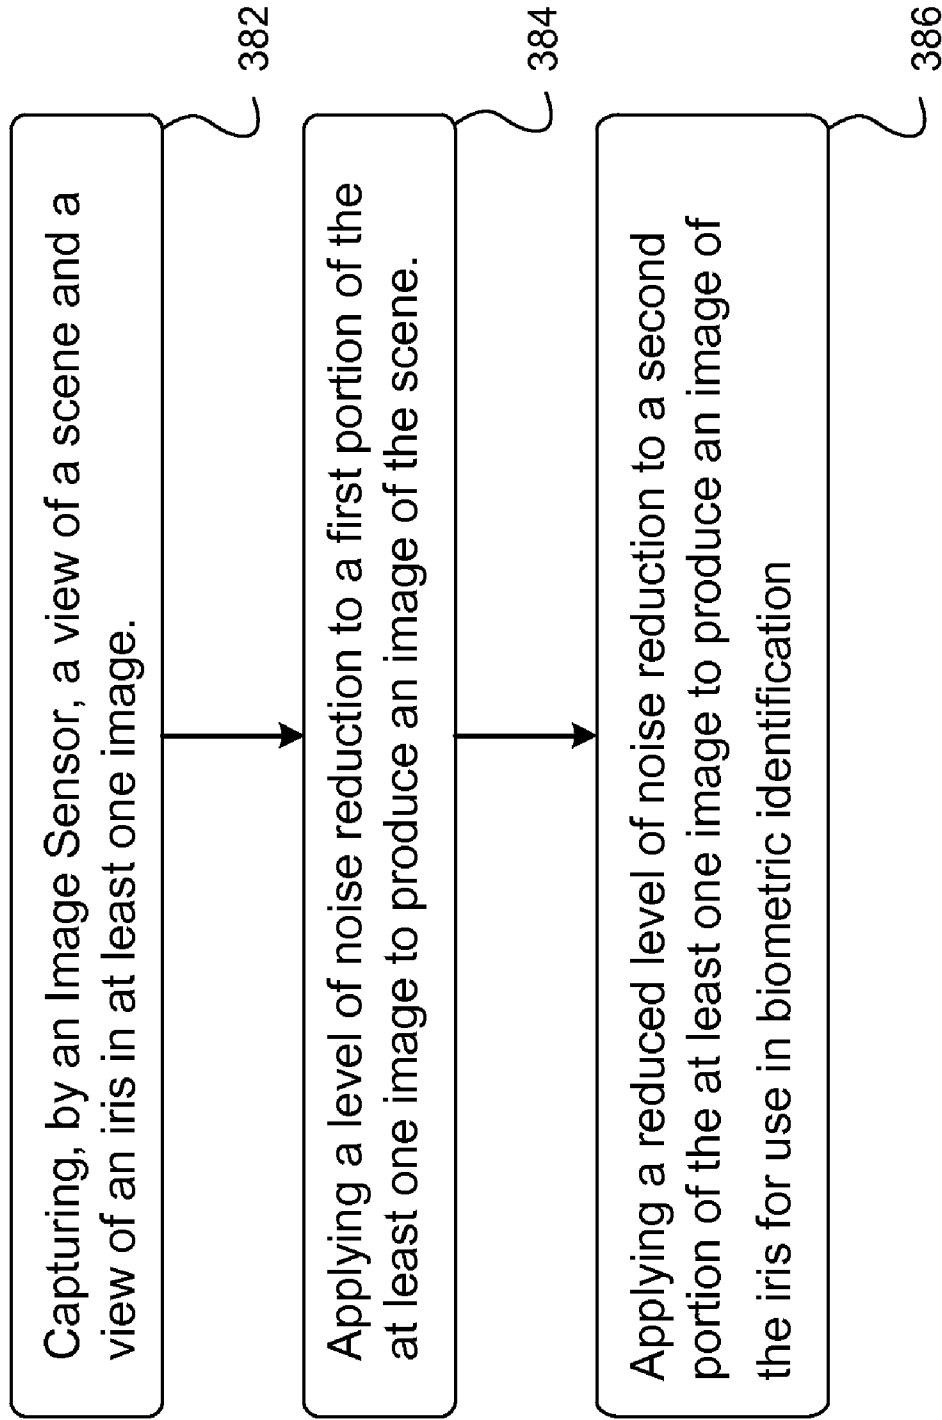 Capturing, by an Image Sensor, a view of a scene and a
view of an iris in at least one image.
382
Applying a level of noise reduction to a first portion of the
at least one image to produce an image of the scene.
384
Applying a reduced level of noise reduction to a second
portion of the at least one image to produce an image of
the iris for use in biometric identification
386